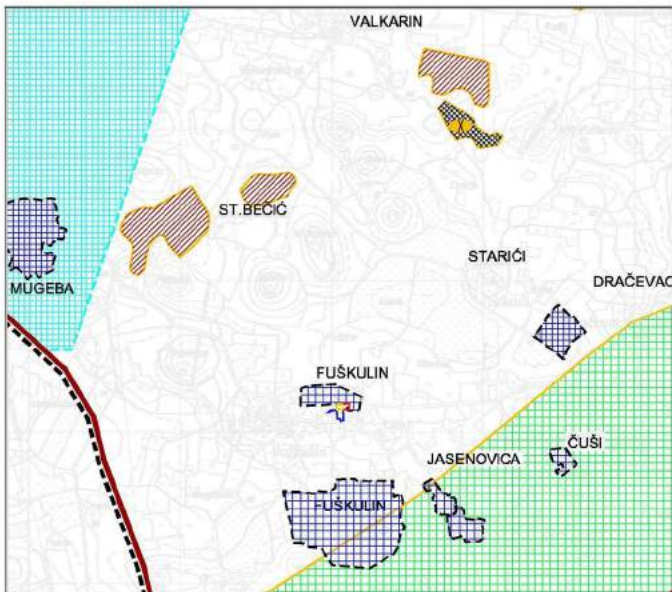 VALKARIN
ST.BEČIĆ
STARIĆI
MUGEBA
DRAČEVAC
FUŠKULIN
ČUŠI
JASENOVICA
FUŠKULIN